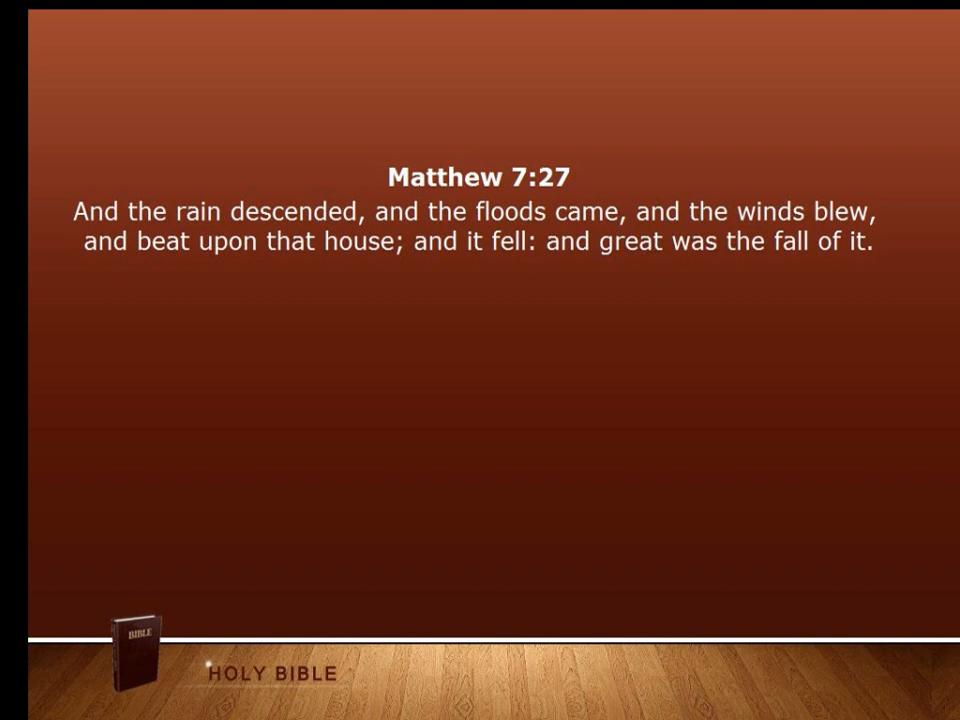 Matthew 7:27
And the rain descended, and the floods came, and the winds blew,
and beat upon that house; and it fell: and great was the fall of it.
BIBLE
HOLY BIBLE